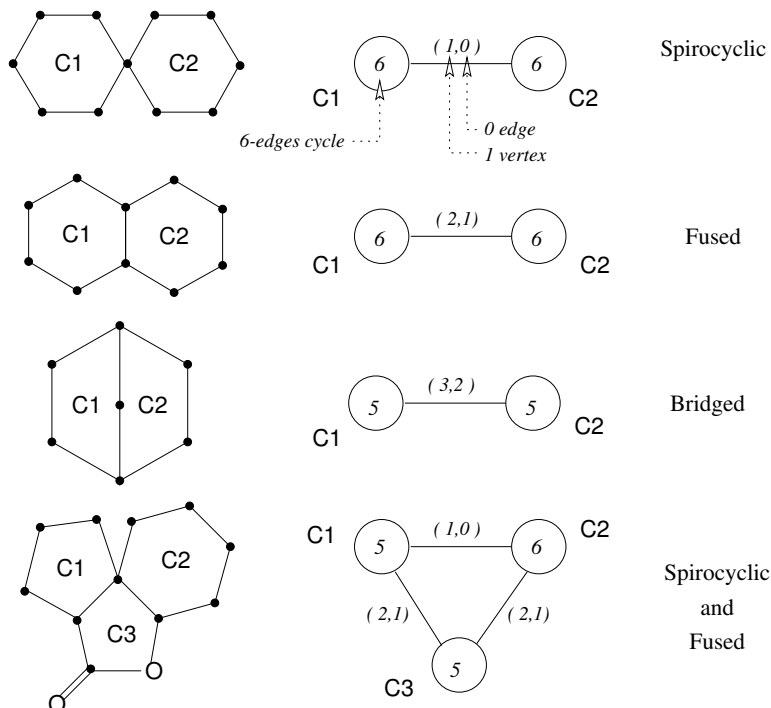 C1 C2 6 ( 1,0 ) 6 Spirocyclic
C1 C2
6-edges cycle 0 edge
1 vertex
C1 C2 6 ( 2,1) 6 Fused
C1 C2
C1 C2 5 ( 3,2 ) 5 Bridged
C1 C2
C1 ( 1,0 ) C2
5 6
C1 C2 Spirocyclic
( 2,1) ( 2,1) and
C3 Fused
5
O C3
O